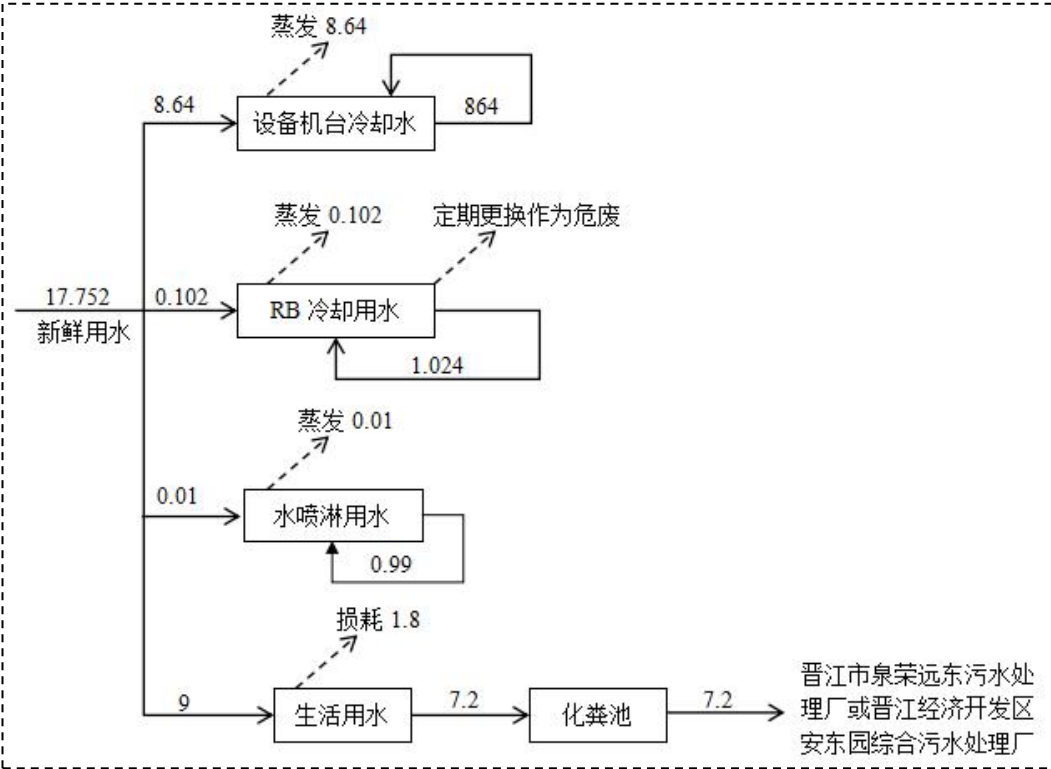 蒸发 8.64
8.64
设备机台冷却水
864
蒸发 0.102
定期更换作为危废
17.752
新鲜用水
0.102
RB 冷却用水
1.024
蒸发 0.01
0.01
水喷淋用水
0.99
损耗 1.8
9
生活用水
7.2
化粪池
7.2
晋江市泉荣远东污水处
理厂或晋江经济开发区
安东园综合污水处理厂